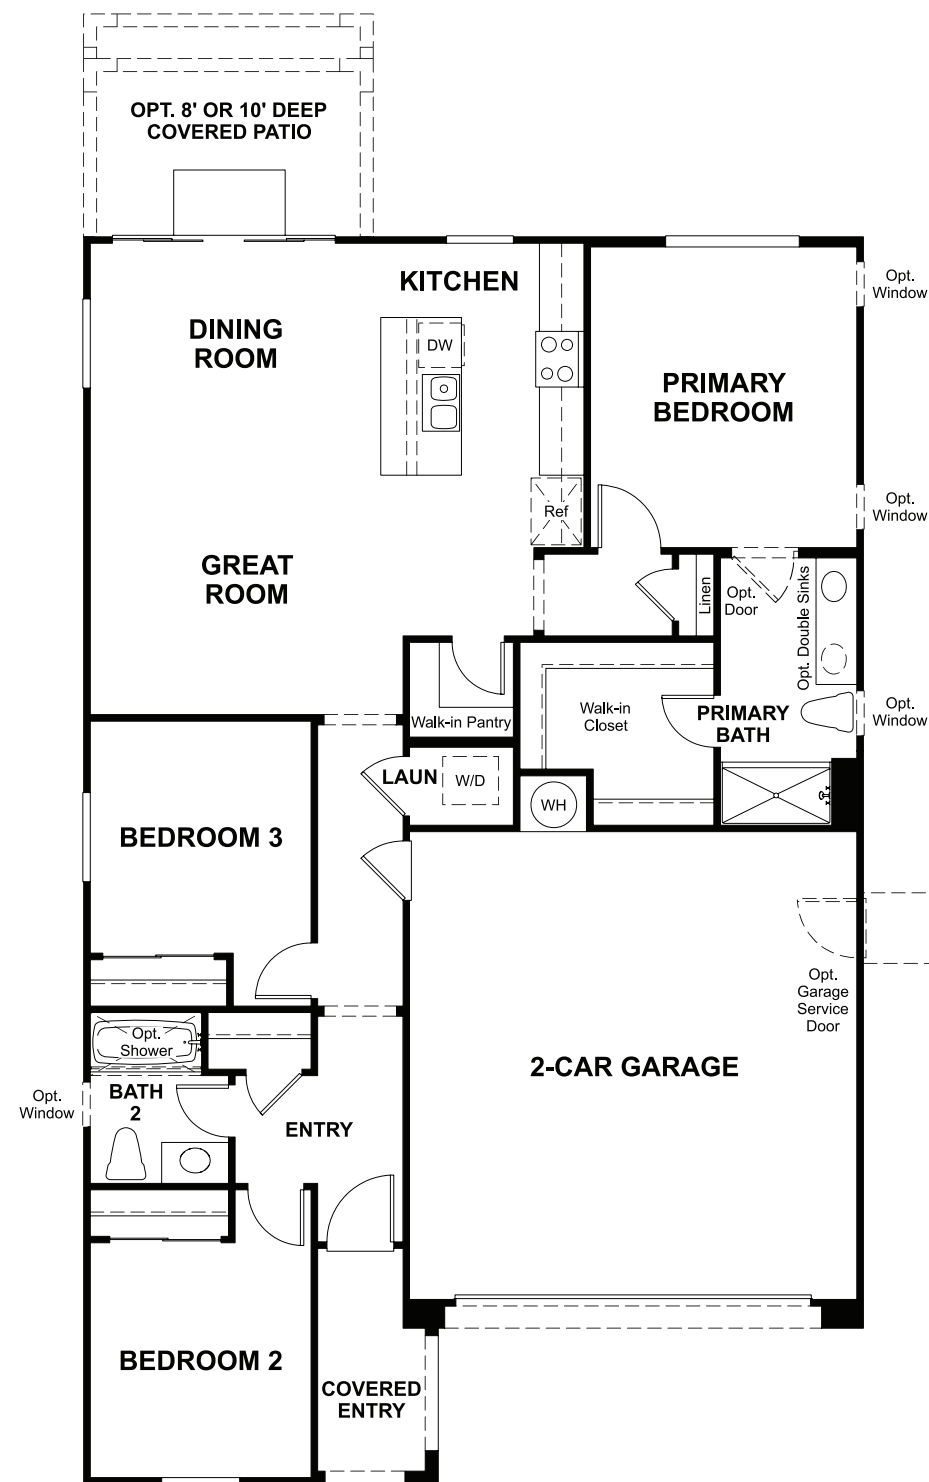 OPT. 8' OR 10' DEEP
COVERED PATIO
KITCHEN
DINING
ROOM
DW
Opt.
Window
PRIMARY
BEDROOM
Ref
Opt.
Window
GREAT
ROOM
Linen
Opt.
Door
Opt. Double Sinks
Walk-in Pantry
Walk-in
Closet
PRIMARY
BATH
Opt.
Window
LAUN
W/D
WH
BEDROOM 3
Opt.
Garage
Service
Door
Opt.
Shower
2-CAR GARAGE
Opt.
Window
BATH
2
ENTRY
BEDROOM 2
COVERED
ENTRY